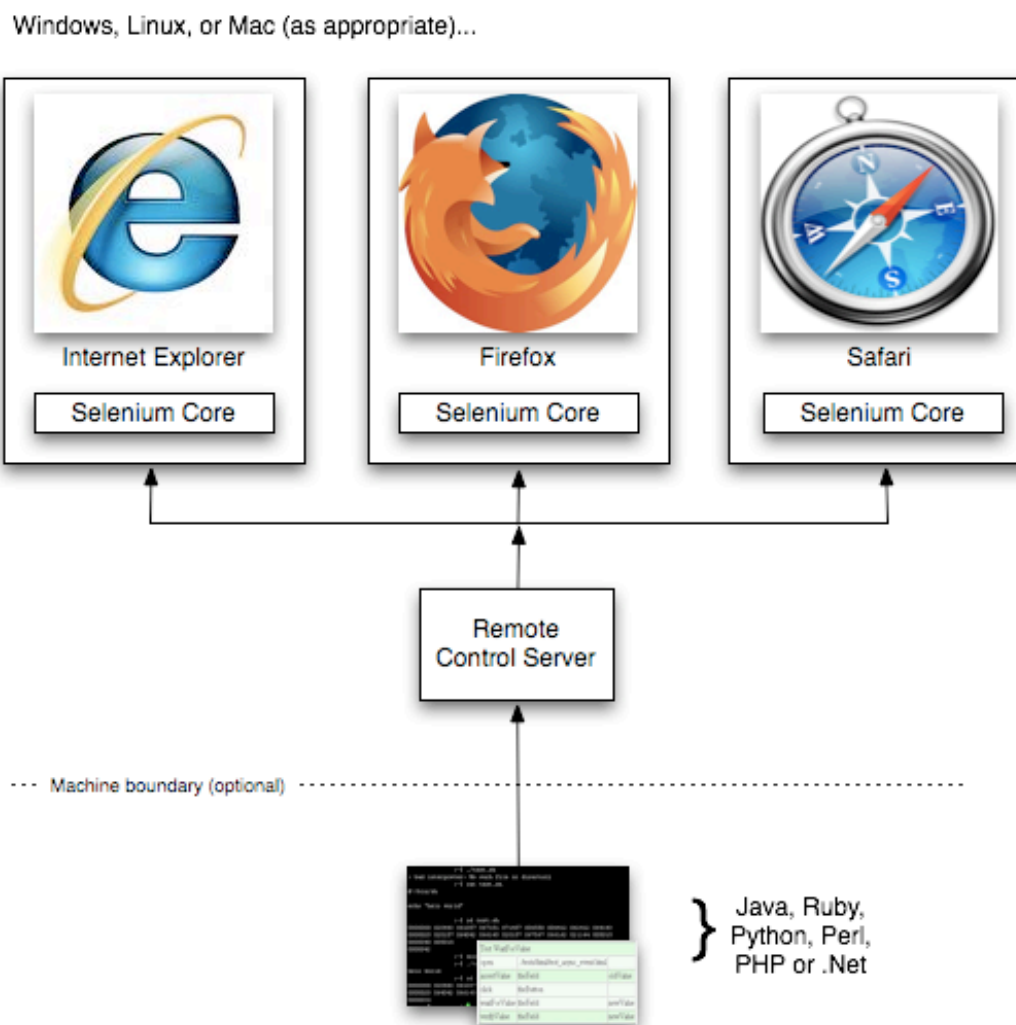 Windows, Linux, or Mac (as appropriate)...
N
E
W
S
Internet Explorer
Firefox
Safari
Selenium Core
Selenium Core
Selenium Core
Remote
Control Server
Machine boundary (optional)
Java, Ruby,
Python, Perl,
PHP or .Net